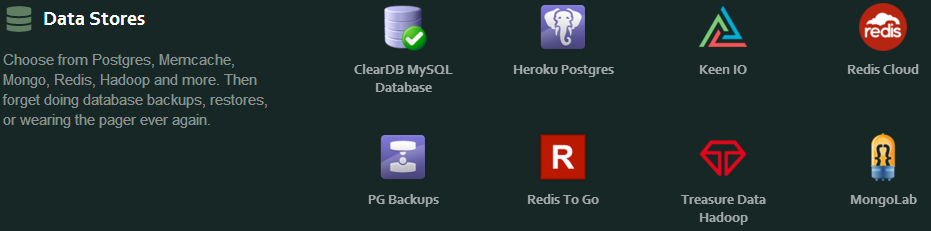 Data Stores
Choose from Postgres, Memcache,
Mongo, Redis, Hadoop and more. Then
forget doing database backups, restores,
or wearing the pager ever again.
ClearDB MySQL
Database
Heroku Postgres
Keen IO
redis
Redis Cloud
PG Backups
R
Redis To Go
Treasure Data
Hadoop
MongoLab